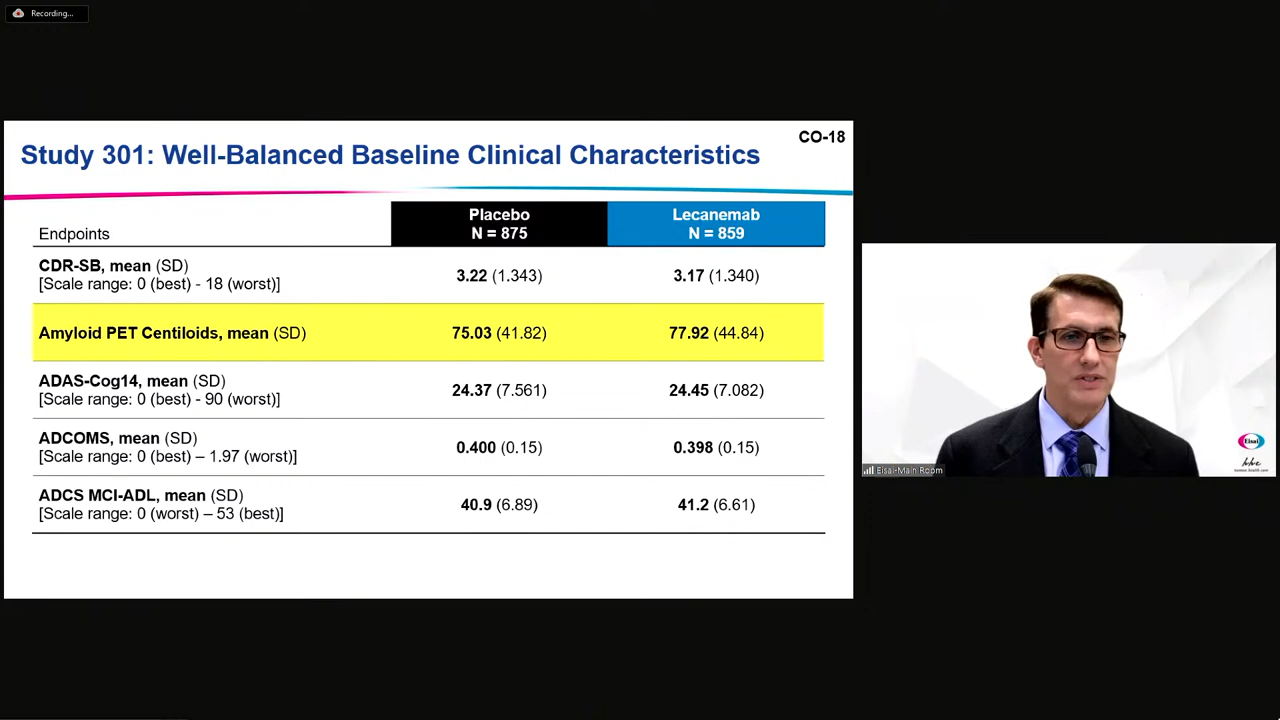 Recording...
CO-18
Study 301: Well-Balanced Baseline Clinical Characteristics
Endpoints
Placebo
N = 875
Lecanemab
N = 859
CDR-SB, mean (SD)
[Scale range: 0 (best) - 18 (worst)]
3.22 (1.343)
3.17 (1.340)
Amyloid PET Centiloids, mean (SD)
75.03 (41.82)
77.92 (44.84)
ADAS-Cog14, mean (SD)
[Scale range: 0 (best) - 90 (worst)]
24.37 (7.561)
24.45 (7.082)
ADCOMS, mean (SD)
[Scale range: 0 (best) – 1.97 (worst)]
0.400 (0.15)
0.398 (0.15)
ADCS MCI-ADL, mean (SD)
[Scale range: 0 (worst) – 53 (best)]
40.9 (6.89)
41.2 (6.61)
Eisai
hhc
human health care
Eisai-Main Room